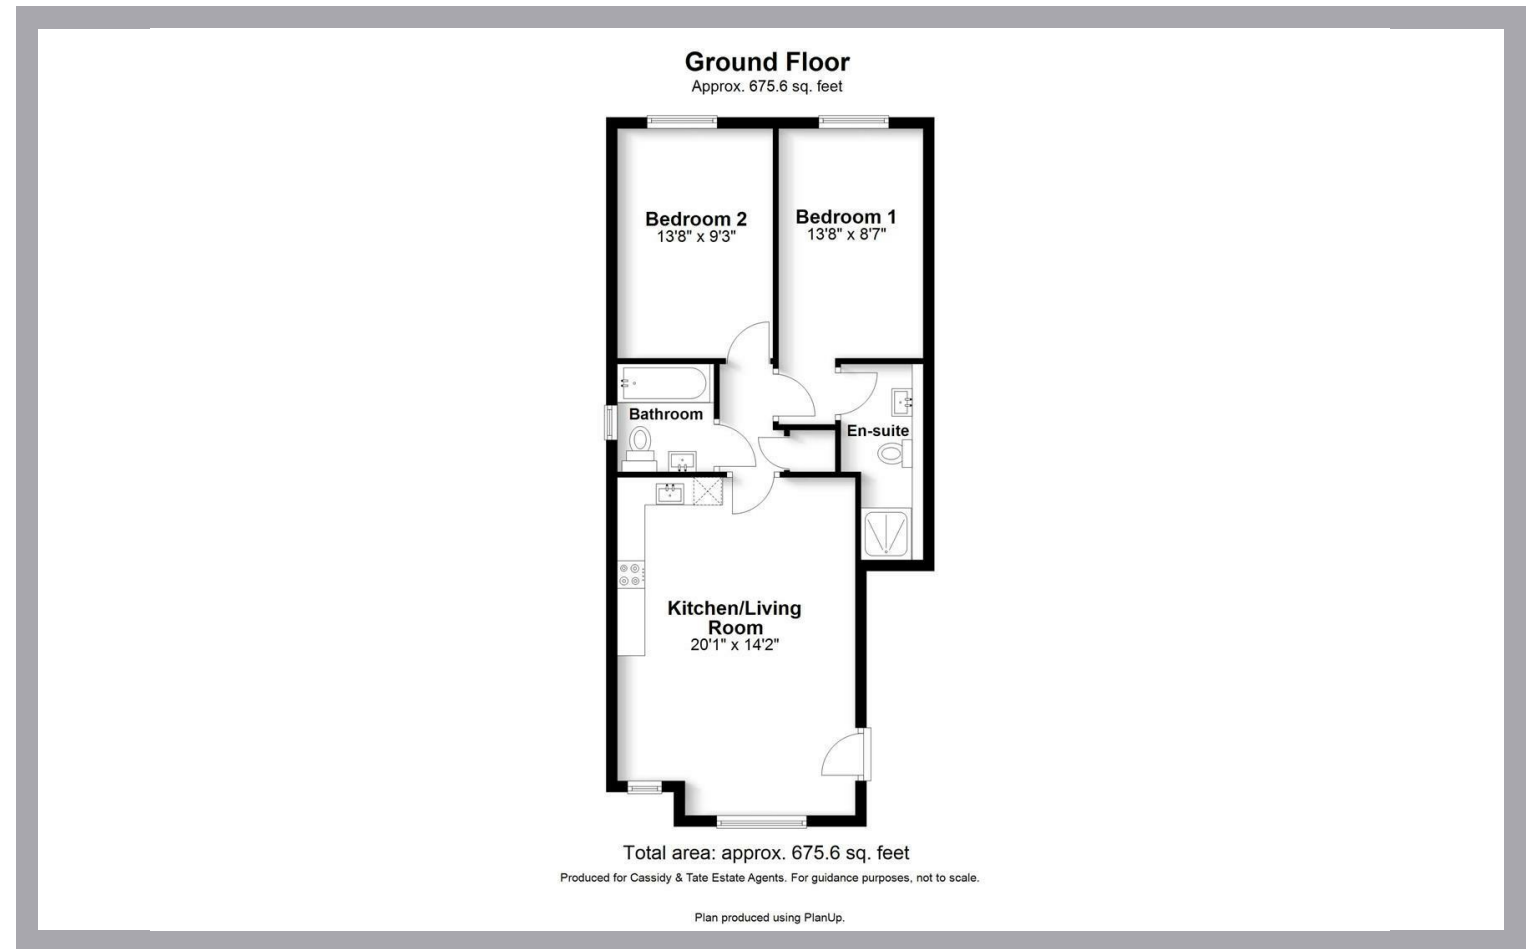 Ground Floor
Approx. 675.6 sq. feet
Bedroom 2
13'8" x 9'3"
Bedroom 1
13'8" x 8'7"
Bathroom
En-suite
Kitchen/Living
Room
20'1" x 14'2"
Total area: approx. 675.6 sq. feet
Produced for Cassidy & Tate Estate Agents. For guidance purposes, not to scale.
Plan produced using PlanUp.